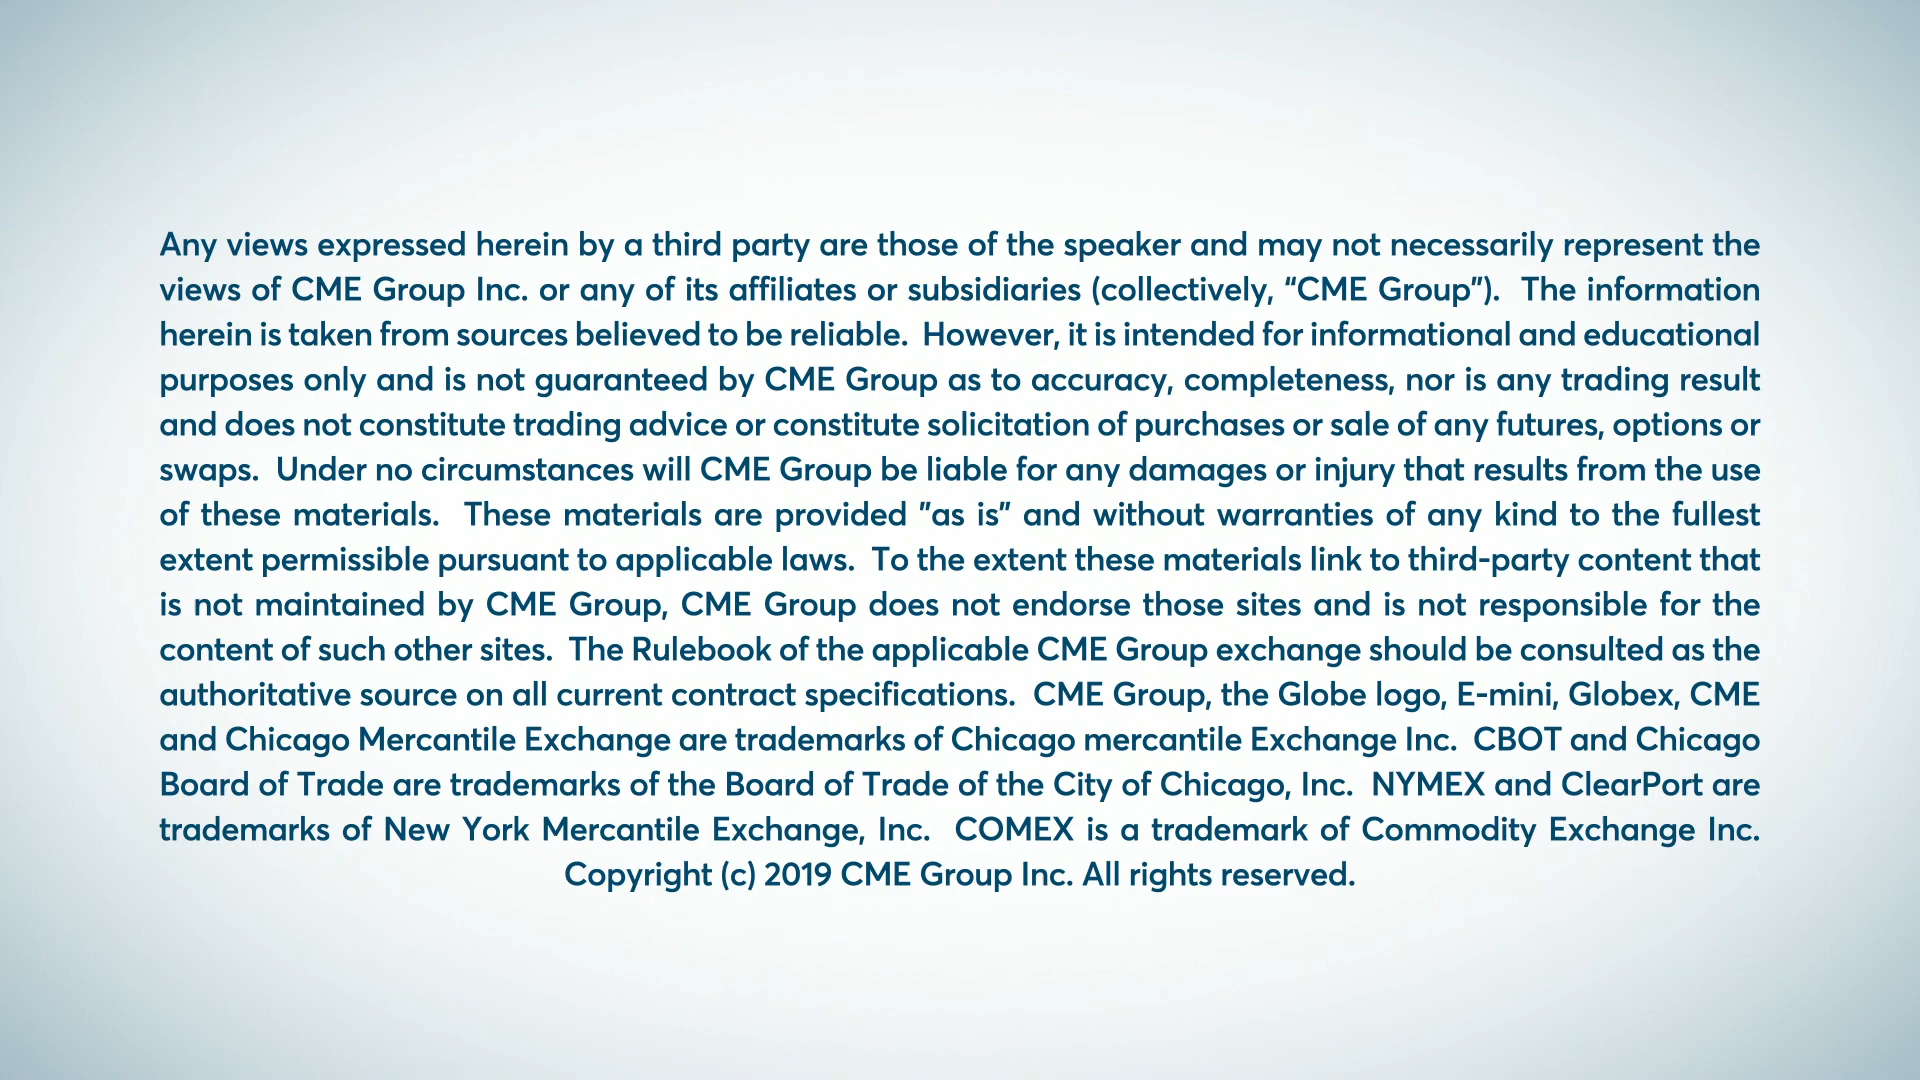 Any views expressed herein by a third party are those of the speaker and may not necessarily represent the
views of CME Group Inc. or any of its affiliates or subsidiaries (collectively, “CME Group”).  The information
herein is taken from sources believed to be reliable.  However, it is intended for informational and educational
purposes only and is not guaranteed by CME Group as to accuracy, completeness, nor is any trading result
and does not constitute trading advice or constitute solicitation of purchases or sale of any futures, options or
swaps.  Under no circumstances will CME Group be liable for any damages or injury that results from the use
of these materials.  These materials are provided "as is” and without warranties of any kind to the fullest
extent permissible pursuant to applicable laws.  To the extent these materials link to third-party content that
is not maintained by CME Group, CME Group does not endorse those sites and is not responsible for the
content of such other sites.  The Rulebook of the applicable CME Group exchange should be consulted as the
authoritative source on all current contract specifications.  CME Group, the Globe logo, E-mini, Globex, CME
and Chicago Mercantile Exchange are trademarks of Chicago mercantile Exchange Inc.  CBOT and Chicago
Board of Trade are trademarks of the Board of Trade of the City of Chicago, Inc.  NYMEX and ClearPort are
trademarks of New York Mercantile Exchange, Inc.  COMEX is a trademark of Commodity Exchange Inc.
Copyright (c) 2019 CME Group Inc. All rights reserved.